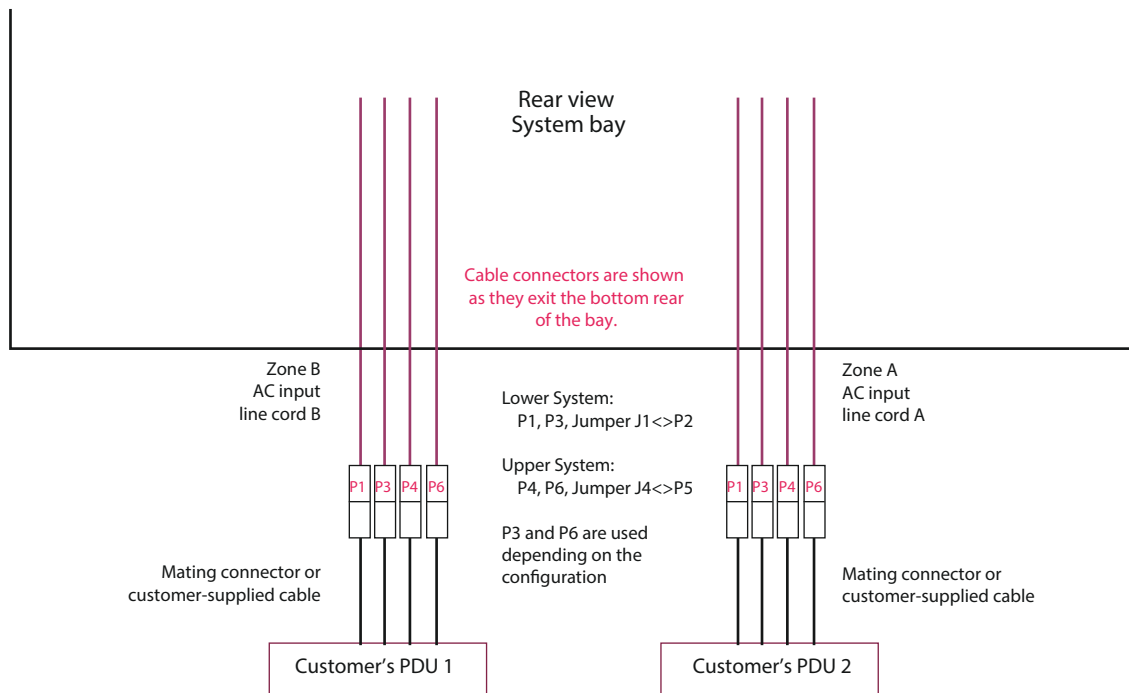 Rear view
System bay
Cable connectors are shown
as they exit the bottom rear
of the bay.
Zone B
AC input
line cord B
Lower System:
P1, P3, Jumper J1<>P2
Upper System:
P4, P6, Jumper J4<>P5
P3 and P6 are used
depending on the
configuration
Zone A
AC input
line cord A
P1 P3 P4 P6
P1 P3 P4 P6
Mating connector or
customer-supplied cable
Mating connector or
customer-supplied cable
Customer’s PDU 1
Customer’s PDU 2